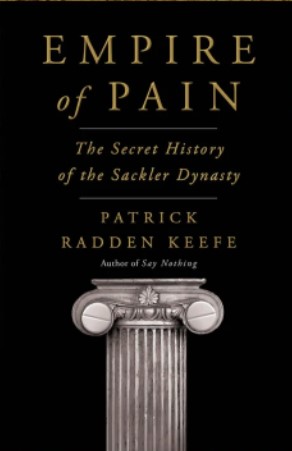 EMPIRE
of PAIN
The Secret History
of the Sackler Dynasty
PATRICK
RADDEN KEEFE
Author of Say Nothing